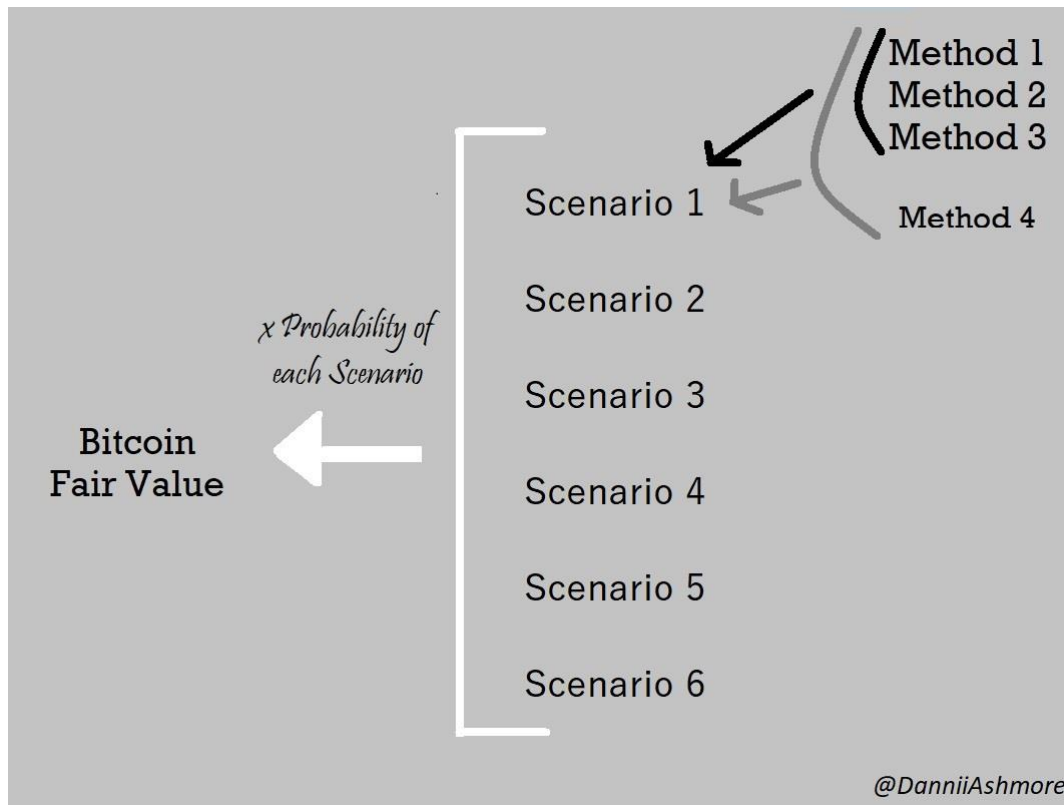 Method 1
Method 2
Method 3
Method 4
Scenario 1
Scenario 2
Scenario 3
Scenario 4
Scenario 5
Scenario 6
x Probability of
each Scenario
Bitcoin
Fair Value
@DanniiAshmore